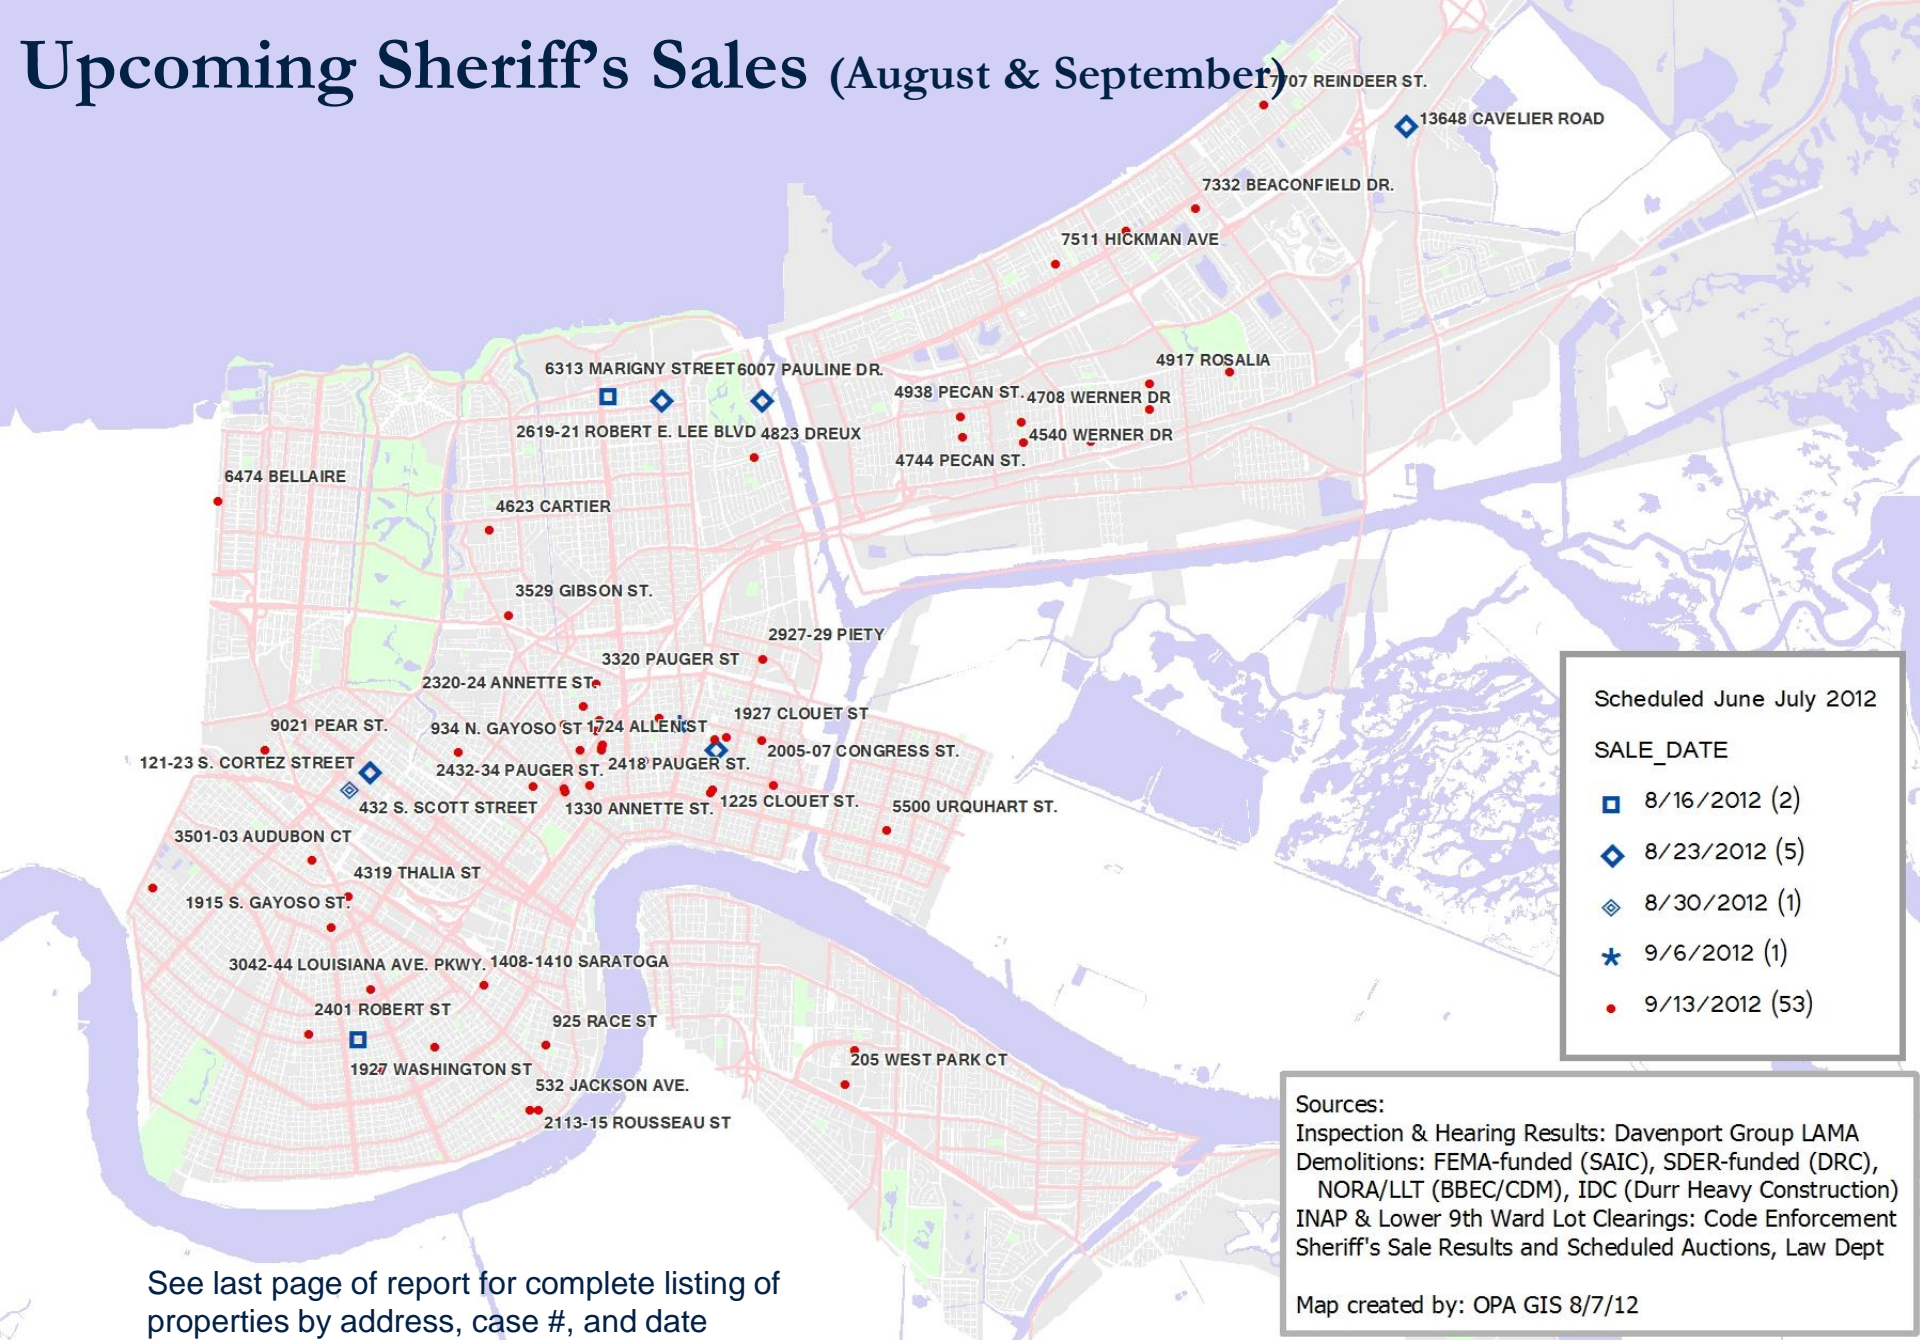 Upcoming Sheriff's Sales (August & September)
7707 REINDEER ST.
13648 CAVELIER ROAD
7332 BEACONFIELD DR.
7511 HICKMAN AVE
4917 ROSALIA
6313 MARIGNY STREET 6007 PAULINE DR.
4938 PECAN ST. 4708 WERNER DR
2619-21 ROBERT E. LEE BLVD 4823 DREUX
4540 WERNER DR
4744 PECAN ST.
6474 BELLAIRE
4623 CARTIER
3529 GIBSON ST.
2927-29 PIETY
3320 PAUGER ST
2320-24 ANNETTE ST.
1927 CLOUET ST
9021 PEAR ST.
934 N. GAYOSO ST 1724 ALLEN ST
2005-07 CONGRESS ST.
121-23 S. CORTEZ STREET
2432-34 PAUGER ST. 2418 PAUGER ST.
432 S. SCOTT STREET
1330 ANNETTE ST. 1225 CLOUET ST.
5500 URQUHART ST.
3501-03 AUDUBON CT
4319 THALIA ST
1915 S. GAYOSO ST.
3042-44 LOUISIANA AVE. PKWY. 1408-1410 SARATOGA
2401 ROBERT ST
925 RACE ST
205 WEST PARK CT
1927 WASHINGTON ST
532 JACKSON AVE.
2113-15 ROUSSEAU ST
Scheduled June July 2012
SALE_DATE
8/16/2012 (2)
8/23/2012 (5)
8/30/2012 (1)
9/6/2012 (1)
9/13/2012 (53)
Sources:
Inspection & Hearing Results: Davenport Group LAMA
Demolitions: FEMA-funded (SAIC), SDER-funded (DRC),
NORA/LLT (BBEC/CDM), IDC (Durr Heavy Construction)
INAP & Lower 9th Ward Lot Clearings: Code Enforcement
Sheriff's Sale Results and Scheduled Auctions, Law Dept
Map created by: OPA GIS 8/7/12
See last page of report for complete listing of
properties by address, case #, and date